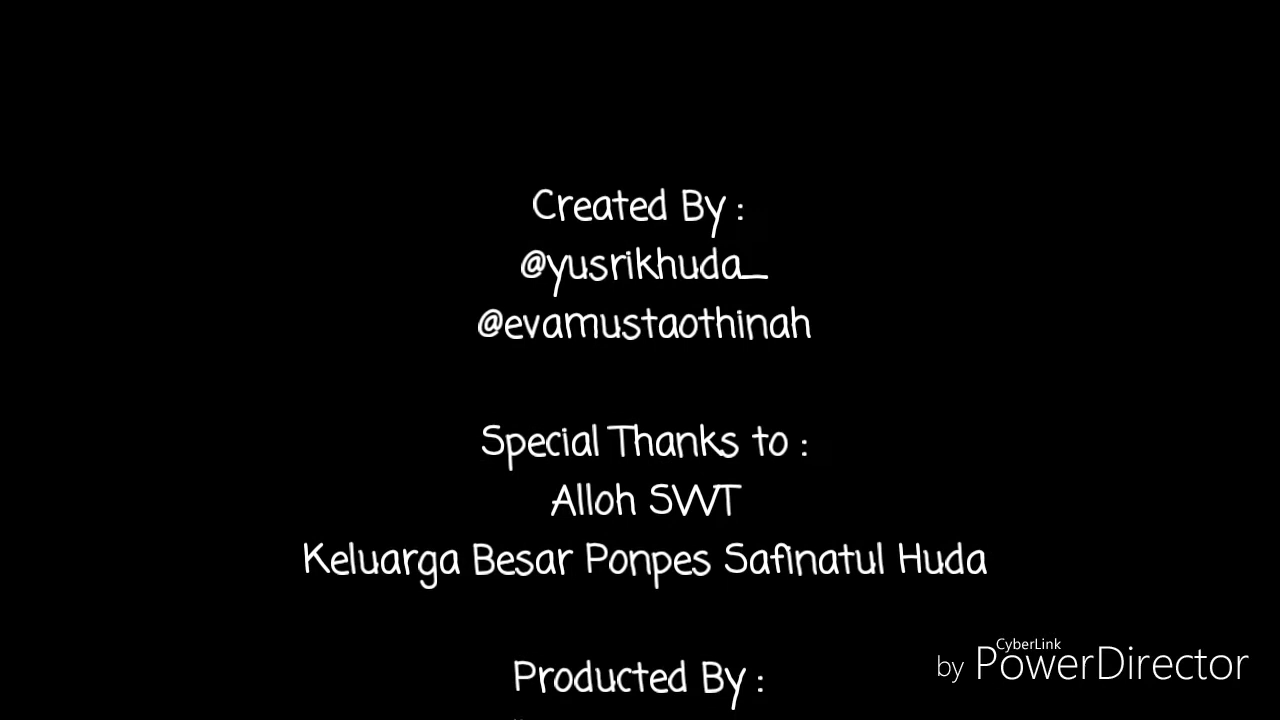 Created By :
@yusrikhuda_
@evamustaothinah
Special Thanks to :
Alloh SWT
Keluarga Besar Ponpes Safinatul Huda
Producted By :
by CyberLink PowerDirector